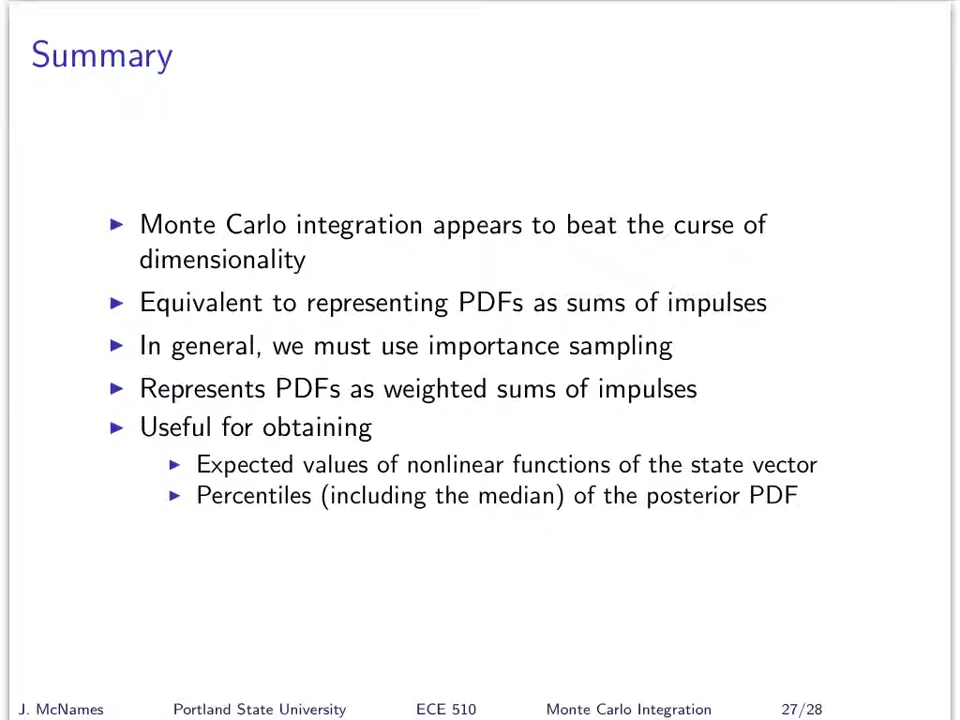 Summary
Monte Carlo integration appears to beat the curse of
dimensionality
Equivalent to representing PDFs as sums of impulses
In general, we must use importance sampling
Represents PDFs as weighted sums of impulses
Useful for obtaining
Expected values of nonlinear functions of the state vector
Percentiles (including the median) of the posterior PDF
J. McNames Portland State University ECE 510 Monte Carlo Integration 27/28